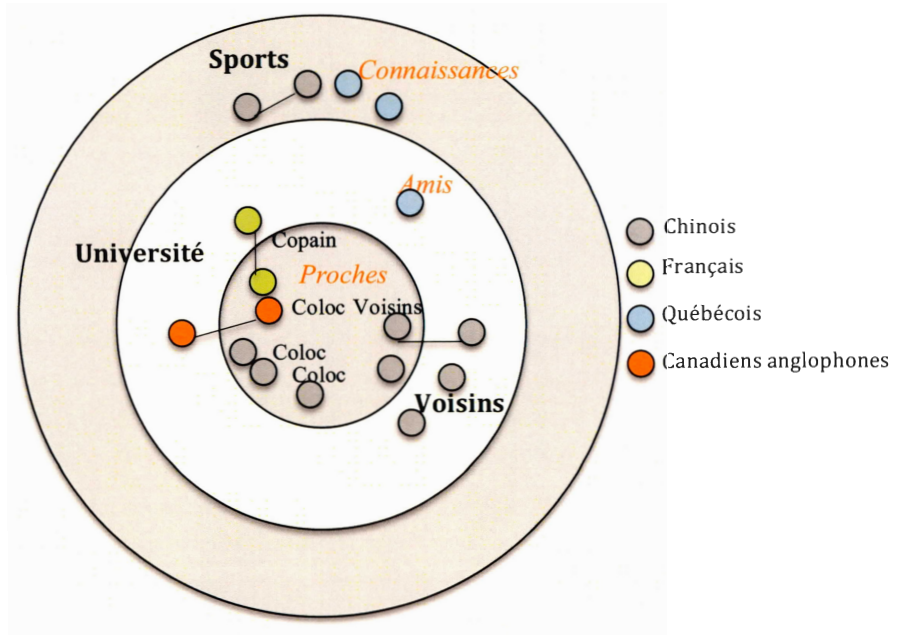 Sports
Connaissances
Amis
Université
Copain
Proches
Coloc Voisins
Coloc
Coloc
Voisins
Chinois
Français
Québécois
Canadiens anglophones